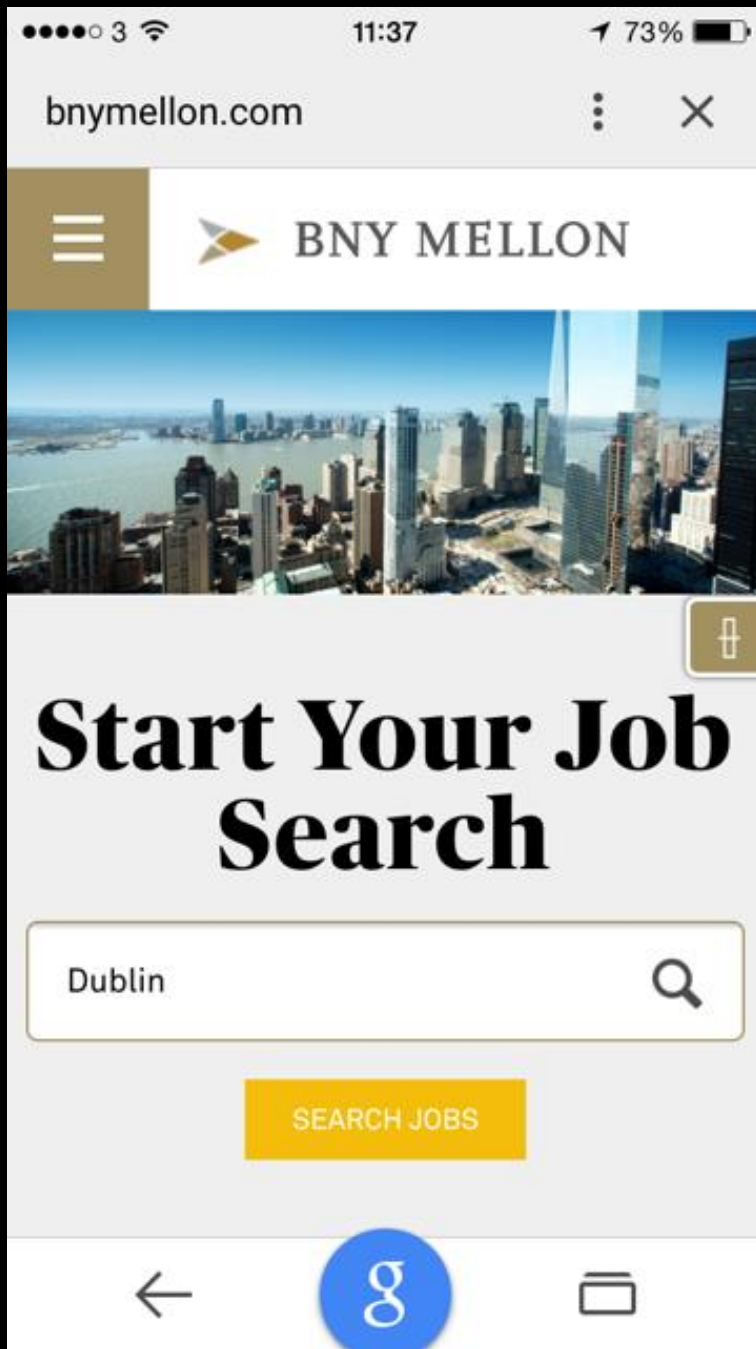 3 11:37 73%
bnymellon.com
BNY MELLON
Start Your Job
Search
Dublin
SEARCH JOBS
g